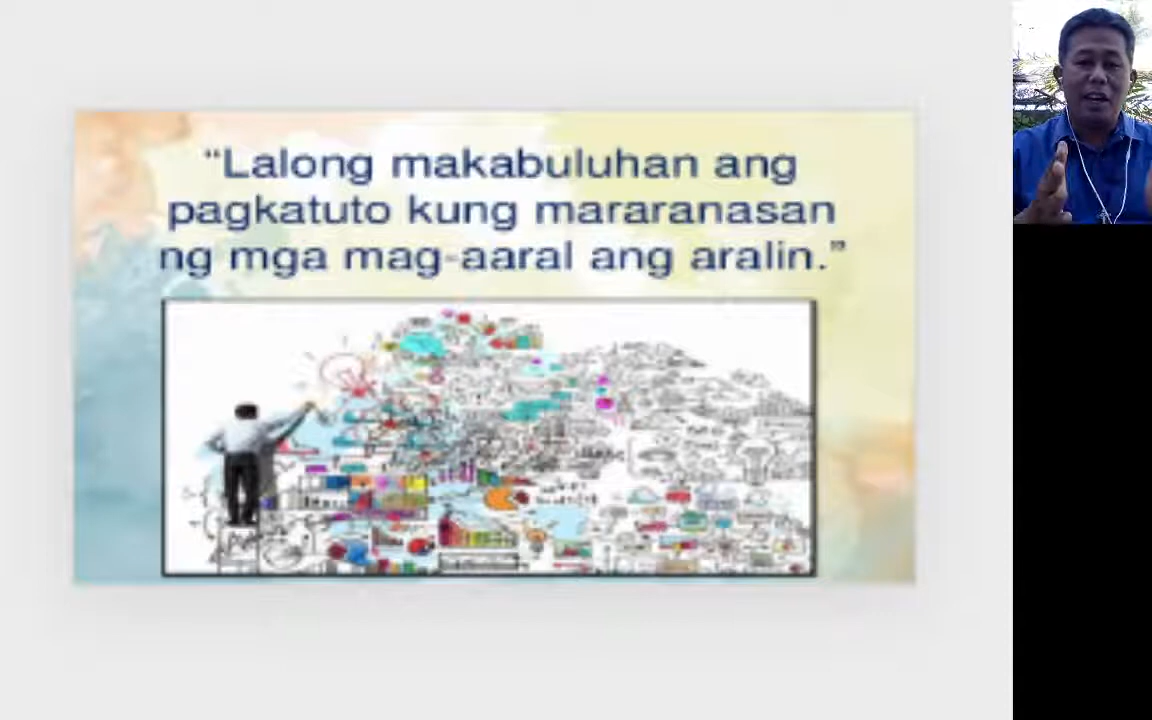 “Lalong makabuluhan ang
pagkatuto kung mararanasan
ng mga mag-aaral ang aralin.”